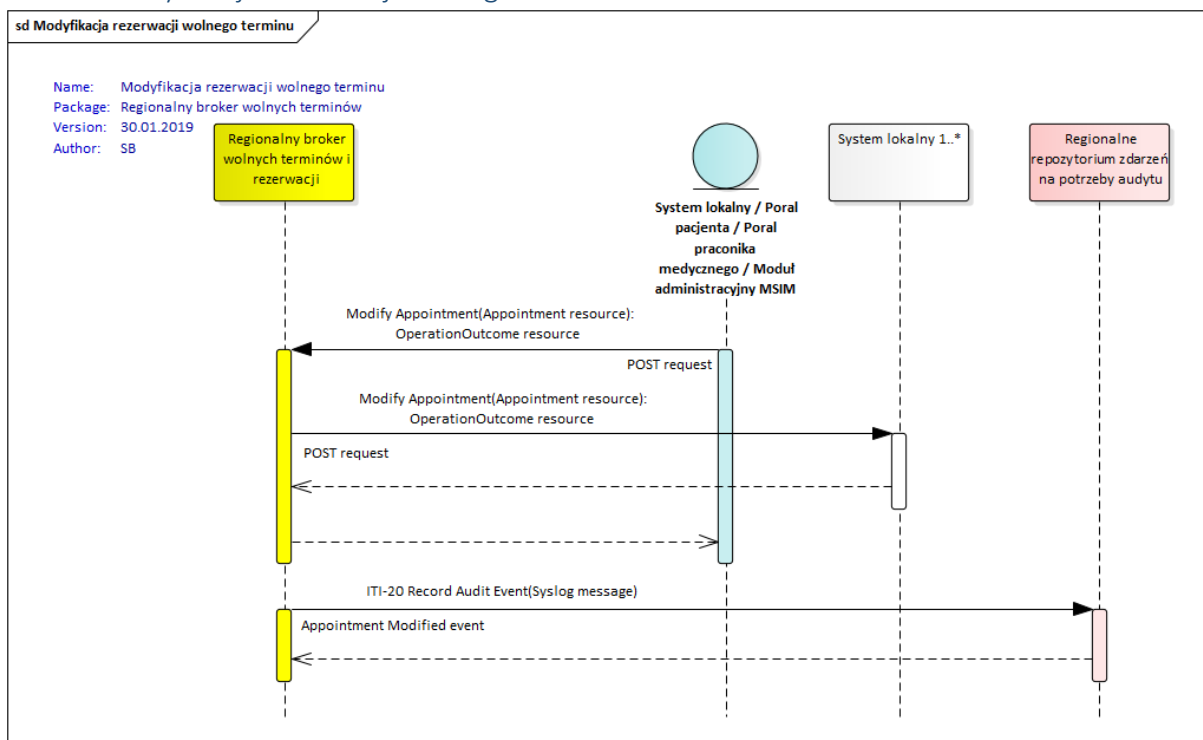 sd Modyfikacja rezerwacji wolnego terminu
Name: Modyfikacja rezerwacji wolnego terminu
Package: Regionalny broker wolnych terminów
Version: 30.01.2019
Author: SB
Regionalny broker
wolnych terminów i
rezerwacji
System lokalny / Poral
pacjenta / Poral
praconika
medycznego / Moduł
administracyjny MSIM
System lokalny 1..*
Regionalne
repozytorium zdarzeń
na potrzeby audytu
Modify Appointment(Appointment resource):
OperationOutcome resource
POST request
Modify Appointment(Appointment resource):
OperationOutcome resource
POST request
ITI-20 Record Audit Event(Syslog message)
Appointment Modified event